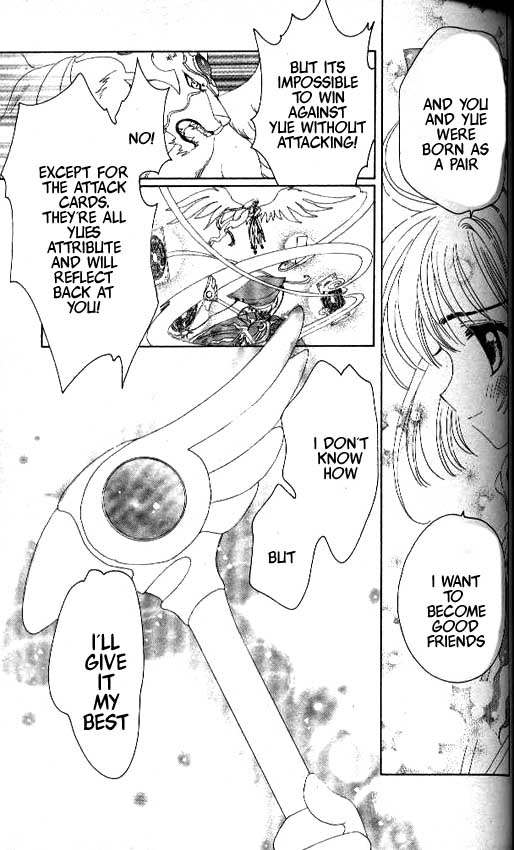 AND YOU
AND YUE
WERE
BORN AS
A PAIR
I WANT
TO
BECOME
GOOD
FRIENDS
BUT ITS
IMPOSSIBLE
TO WIN
AGAINST
YUE WITHOUT
ATTACKING!
NO!
EXCEPT FOR
THE ATTACK
CARDS.
THEY'RE ALL
YUES
ATTRIBUTE
AND WILL
REFLECT
BACK AT
YOU!
I DON'T
KNOW
HOW
BUT
I'LL
GIVE
IT
MY
BEST